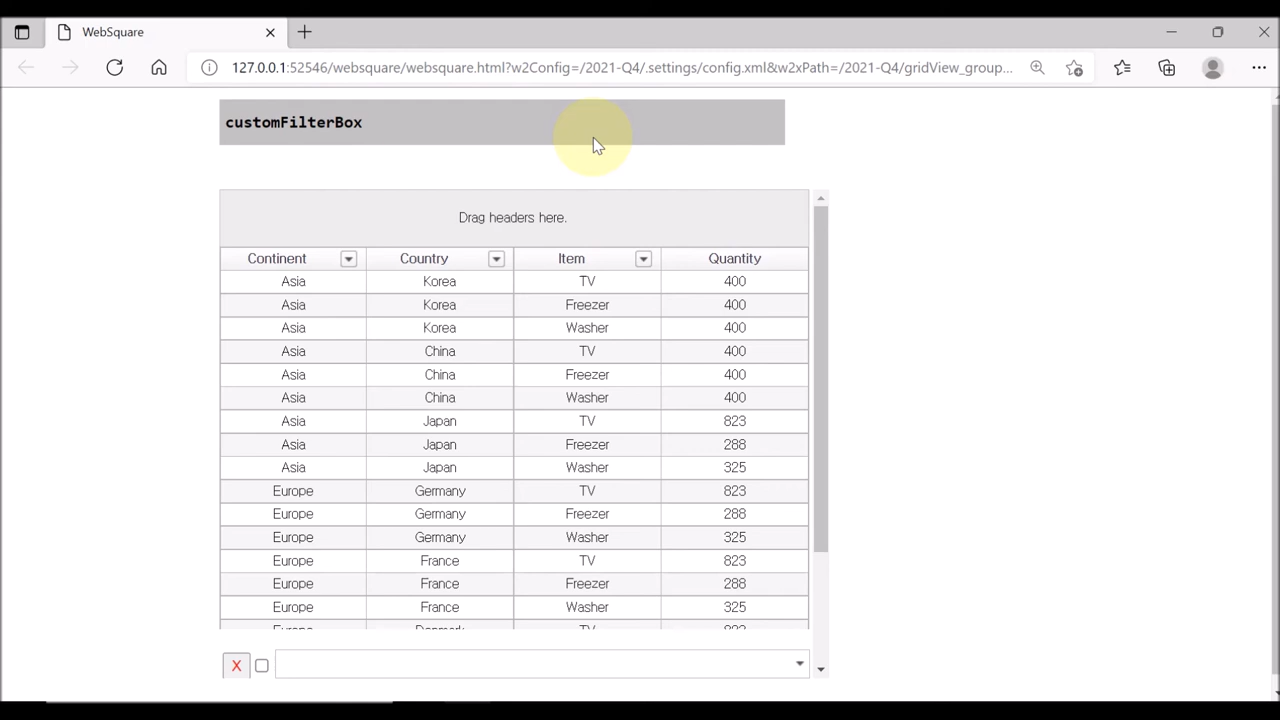 WebSquare
127.0.0.1:52546/websquare/websquare.html?w2Config=/2021-Q4/.settings/config.xml&w2xPath=/2021-Q4/gridView_group...
customFilterBox
Drag headers here.
Continent Country Item Quantity
Asia Korea TV 400
Asia Korea Freezer 400
Asia Korea Washer 400
Asia China TV 400
Asia China Freezer 400
Asia China Washer 400
Asia Japan TV 823
Asia Japan Freezer 288
Asia Japan Washer 325
Europe Germany TV 823
Europe Germany Freezer 288
Europe Germany Washer 325
Europe France TV 823
Europe France Freezer 288
Europe France Washer 325
Europe Denmark TV 823
X